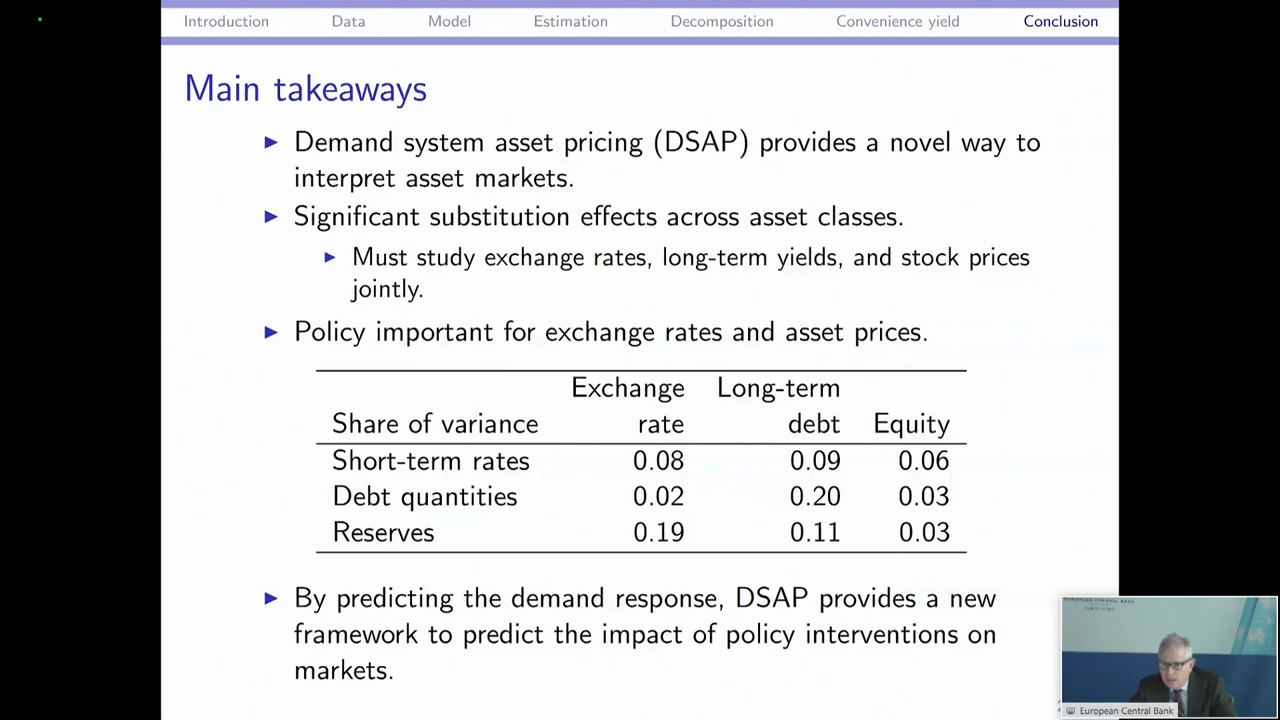 Introduction Data Model Estimation Decomposition Convenience yield Conclusion
Main takeaways
Demand system asset pricing (DSAP) provides a novel way to
interpret asset markets.
Significant substitution effects across asset classes.
Must study exchange rates, long-term yields, and stock prices
jointly.
Policy important for exchange rates and asset prices.
Exchange Long-term
Share of variance rate debt Equity
Short-term rates 0.08 0.09 0.06
Debt quantities 0.02 0.20 0.03
Reserves 0.19 0.11 0.03
By predicting the demand response, DSAP provides a new
framework to predict the impact of policy interventions on
markets.
EUROPEAN CENTRAL BANK
European Central Bank